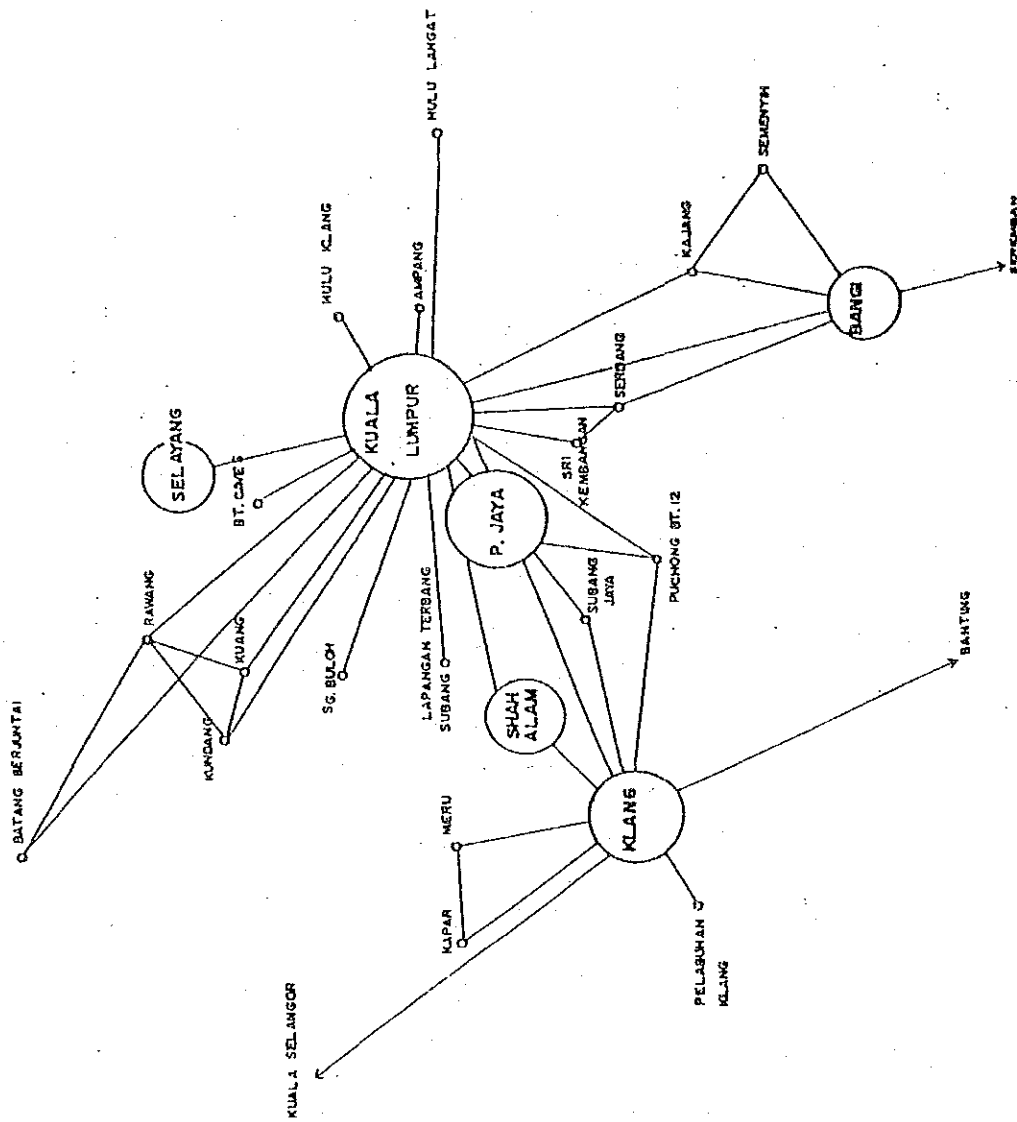 BATANG BERJUNTAI
RAWANG
KUANG
KUNDANG
SELAYANG
BT. CAVES
HULU KLANG
AMPANG
HULU LANGAT
KUALA
LUMPUR
SG. BULOH
LAPANGAN TERBANG
SUBANG
P. JAYA
SHAH
ALAM
SUBANG
JAYA
PUCHONG BT. 12
SRI
KEMBANGAN
SERDANG
KAJANG
SEMENYIH
BANGI
SEREMBAN
KUALA SELANGOR
KAPAR
MERU
KLANG
PELABUHAN
KLANG
BANTING